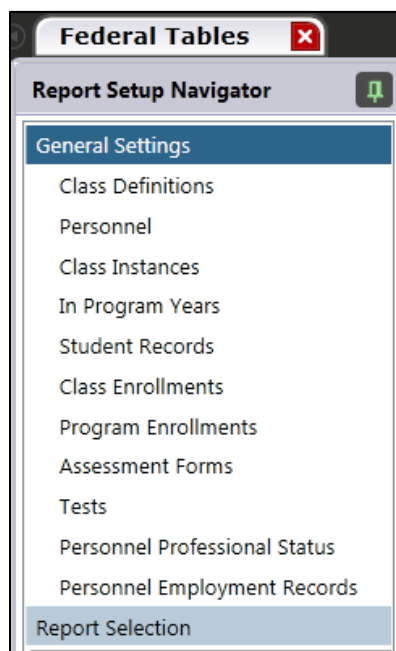 Federal Tables
Report Setup Navigator
General Settings
Class Definitions
Personnel
Class Instances
In Program Years
Student Records
Class Enrollments
Program Enrollments
Assessment Forms
Tests
Personnel Professional Status
Personnel Employment Records
Report Selection